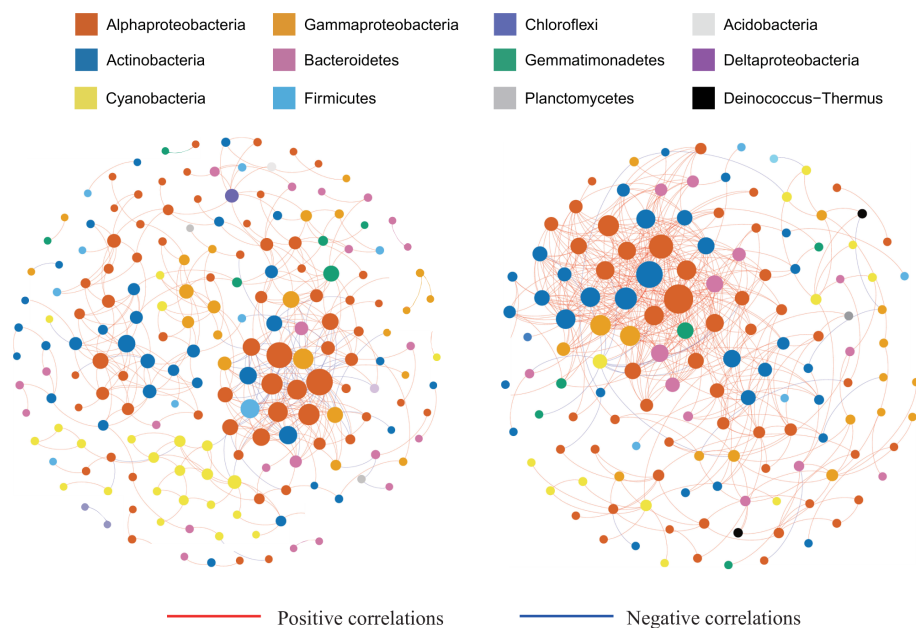 Alphaproteobacteria Gammaproteobacteria Chloroflexi Acidobacteria
Actinobacteria Bacteroidetes Gemmatimonadetes Deltaproteobacteria
Cyanobacteria Firmicutes Planctomycetes Deinococcus−Thermus
Positive correlations Negative correlations